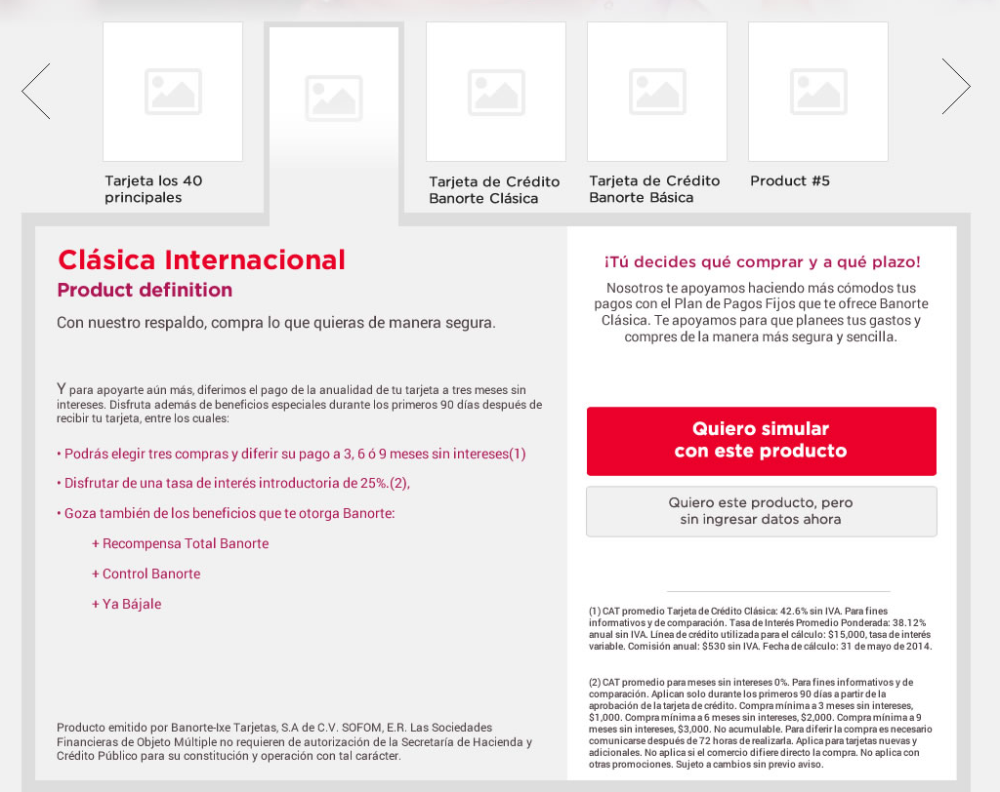 Tarjeta los 40
principales
Tarjeta de Crédito
Banorte Clásica
Tarjeta de Crédito
Banorte Básica
Product #5
Clásica Internacional
Product definition
Con nuestro respaldo, compra lo que quieras de manera segura.
Y para apoyarte aún más, diferimos el pago de la anualidad de tu tarjeta a tres meses sin
intereses. Disfruta además de beneficios especiales durante los primeros 90 días después de
recibir tu tarjeta, entre los cuales:
• Podrás elegir tres compras y diferir su pago a 3, 6 ó 9 meses sin intereses(1)
• Disfrutar de una tasa de interés introductoria de 25%.(2),
• Goza también de los beneficios que te otorga Banorte:
+ Recompensa Total Banorte
+ Control Banorte
+ Ya Bájale
Producto emitido por Banorte-Ixe Tarjetas, S.A de C.V. SOFOM, E.R. Las Sociedades
Financieras de Objeto Múltiple no requieren de autorización de la Secretaría de Hacienda y
Crédito Público para su constitución y operación con tal carácter.
¡Tú decides qué comprar y a qué plazo!
Nosotros te apoyamos haciendo más cómodos tus
pagos con el Plan de Pagos Fijos que te ofrece Banorte
Clásica. Te apoyamos para que planees tus gastos y
compres de la manera más segura y sencilla.
Quiero simular
con este producto
Quiero este producto, pero
sin ingresar datos ahora
(1) CAT promedio Tarjeta de Crédito Clásica: 42.6% sin IVA. Para fines
informativos y de comparación. Tasa de Interés Promedio Ponderada: 38.12%
anual sin IVA. Línea de crédito utilizada para el cálculo: $15,000, tasa de interés
variable. Comisión anual: $530 sin IVA. Fecha de cálculo: 31 de mayo de 2014.
(2) CAT promedio para meses sin intereses 0%. Para fines informativos y de
comparación. Aplican solo durante los primeros 90 días a partir de la
aprobación de la tarjeta de crédito. Compra mínima a 3 meses sin intereses,
$1,000. Compra mínima a 6 meses sin intereses, $2,000. Compra mínima a 9
meses sin intereses, $3,000. No acumulable. Para diferir la compra es necesario
comunicarse después de 72 horas de realizarla. Aplica para tarjetas nuevas y
adicionales. No aplica si el comercio difiere directo la compra. No aplica con
otras promociones. Sujeto a cambios sin previo aviso.